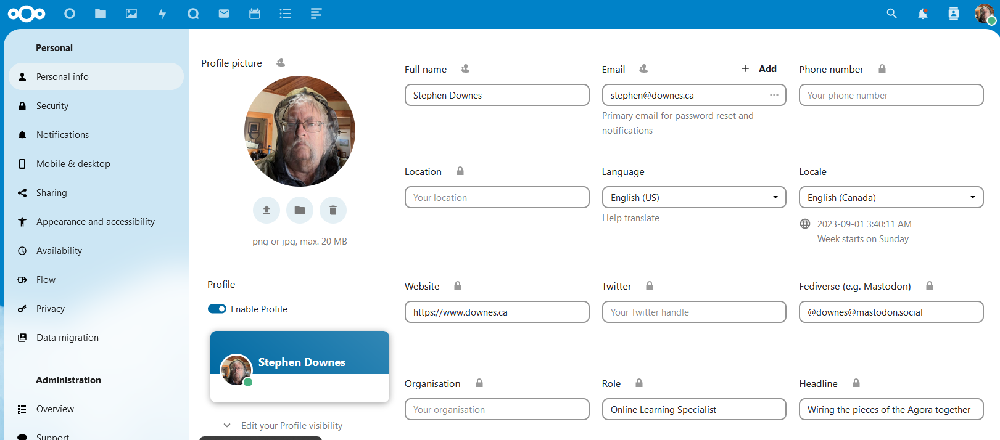 Personal
Personal info
Security
Notifications
Mobile & desktop
Sharing
Appearance and accessibility
Availability
Flow
Privacy
Data migration
Administration
Overview
Support
Profile picture
png or jpg, max. 20 MB
Profile
Enable Profile
Stephen Downes
Edit your Profile visibility
Full name
Stephen Downes
Email
+ Add
stephen@downes.ca
Primary email for password reset and
notifications
Phone number
Your phone number
Location
Your location
Language
English (US)
Help translate
Locale
English (Canada)
2023-09-01 3:40:11 AM
Week starts on Sunday
Website
https://www.downes.ca
Twitter
Your Twitter handle
Fediverse (e.g. Mastodon)
@downes@mastodon.social
Organisation
Your organisation
Role
Online Learning Specialist
Headline
Wiring the pieces of the Agora together